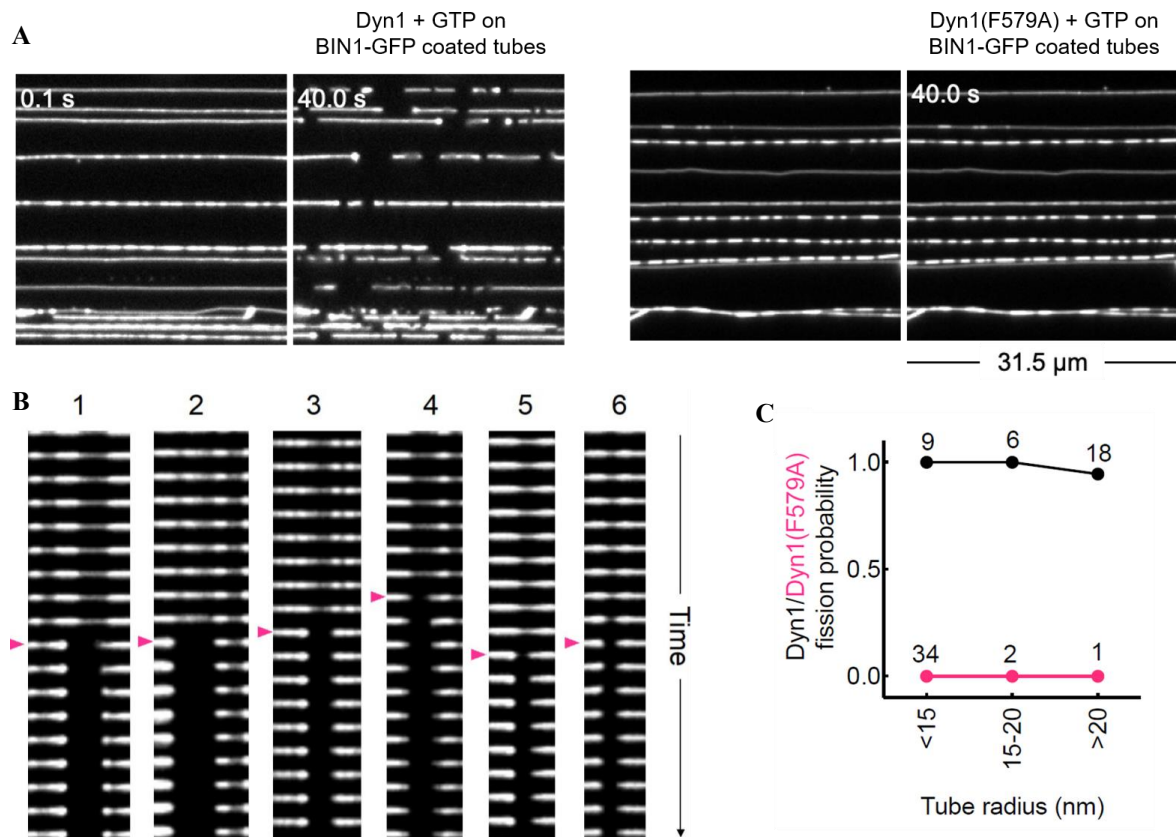 A
Dyn1 + GTP on
BIN1-GFP coated tubes
Dyn1(F579A) + GTP on
BIN1-GFP coated tubes
0.1 s
40.0 s
40.0 s
31.5 µm
B
1 2 3 4 5 6
Time
C
Dyn1/Dyn1(F579A)
fission probability
1.0
0.5
0.0
9 6 18
34 2 1
<15
15-20
>20
Tube radius (nm)